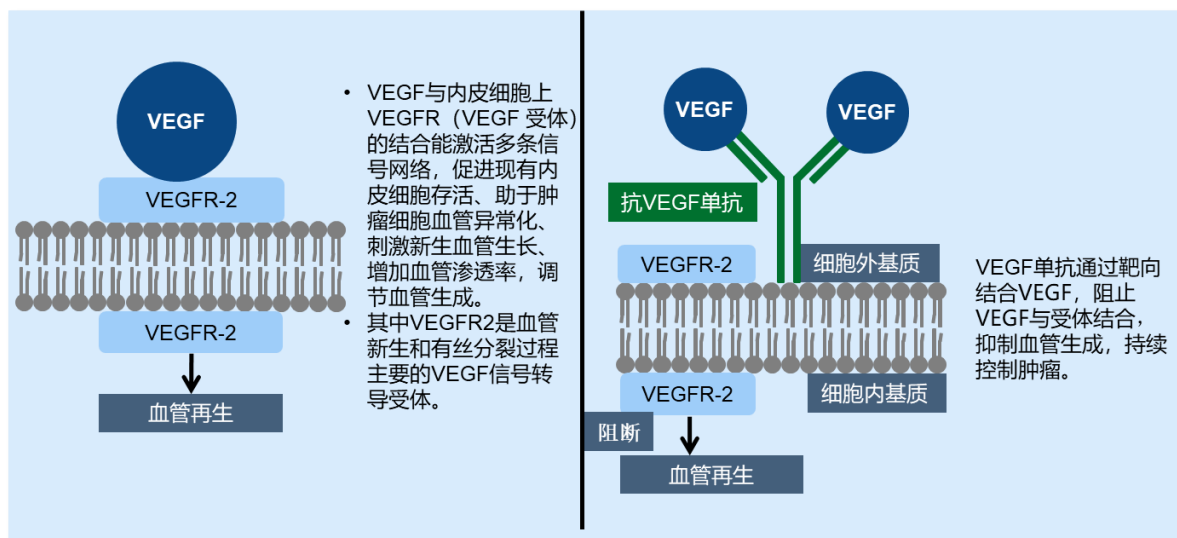 VEGF
VEGFR-2
VEGFR-2
血管再生
• VEGF与内皮细胞上
VEGFR（VEGF 受体）
的结合能激活多条信
号网络，促进现有内
皮细胞存活、助于肿
瘤细胞血管异常化、
刺激新生血管生长、
增加血管渗透率，调
节血管生成。
• 其中VEGFR2是血管
新生和有丝分裂过程
主要的VEGF信号转
导受体。
VEGF
VEGF
抗VEGF单抗
VEGFR-2
细胞外基质
VEGFR-2
细胞内基质
阻断
血管再生
VEGF单抗通过靶向
结合VEGF，阻止
VEGF与受体结合，
抑制血管生成，持续
控制肿瘤。